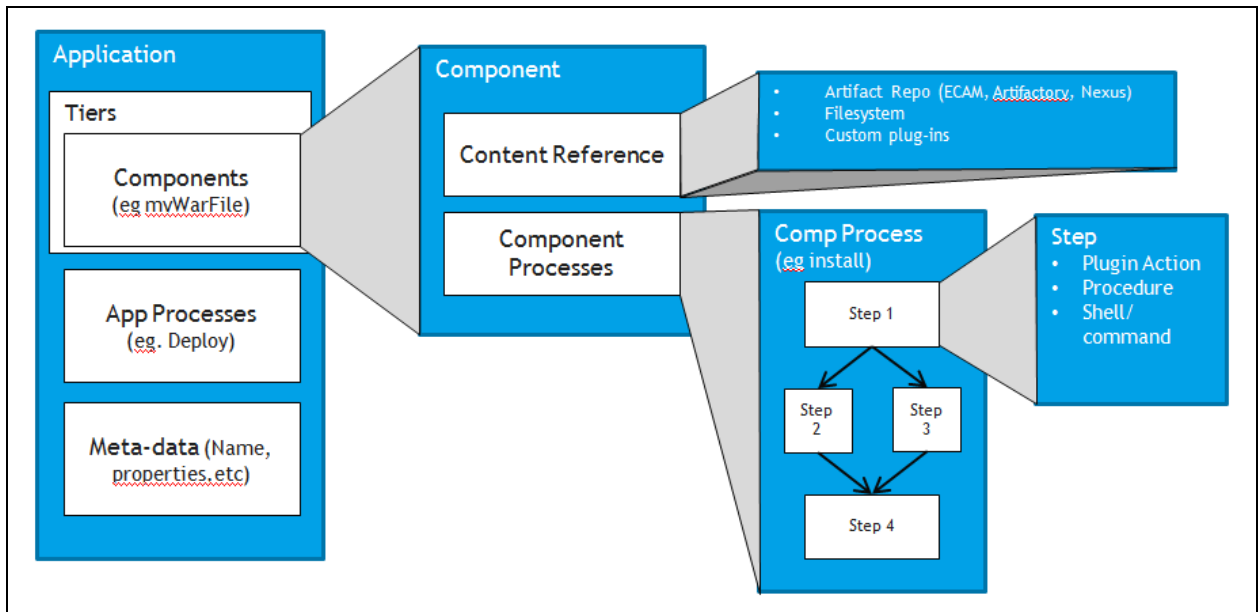 Application
Tiers
Components
(eg mvWarFile)
App Processes
(eg. Deploy)
Meta-data (Name,
properties.etc)
Component
Content Reference
Component
Processes
• Artifact Repo (ECAM, Artifactory, Nexus)
• Filesystem
• Custom plug-ins
Comp Process
(eg install)
Step 1
Step
2
Step
3
Step 4
Step
• Plugin Action
• Procedure
• Shell/
command